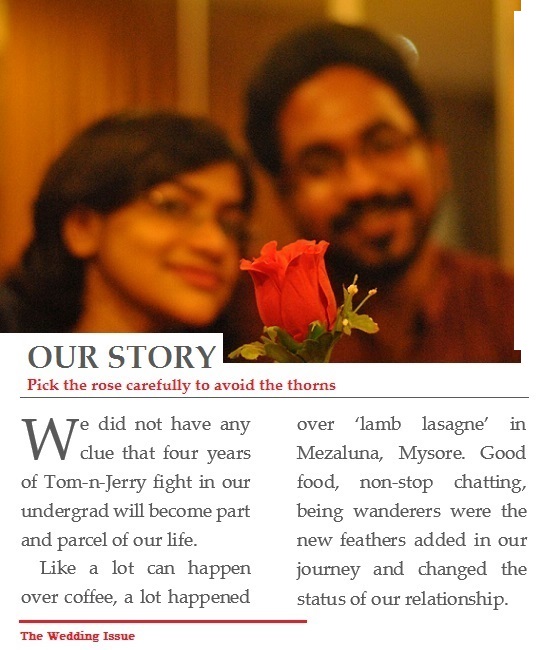 OUR STORY
Pick the rose carefully to avoid the thorns
We did not have any
clue that four years
of Tom-n-Jerry fight in our
undergrad will become part
and parcel of our life.
Like a lot can happen
over coffee, a lot happened
over ‘lamb lasagne’ in
Mezaluna, Mysore. Good
food, non-stop chatting,
being wanderers were the
new feathers added in our
journey and changed the
status of our relationship.
The Wedding Issue